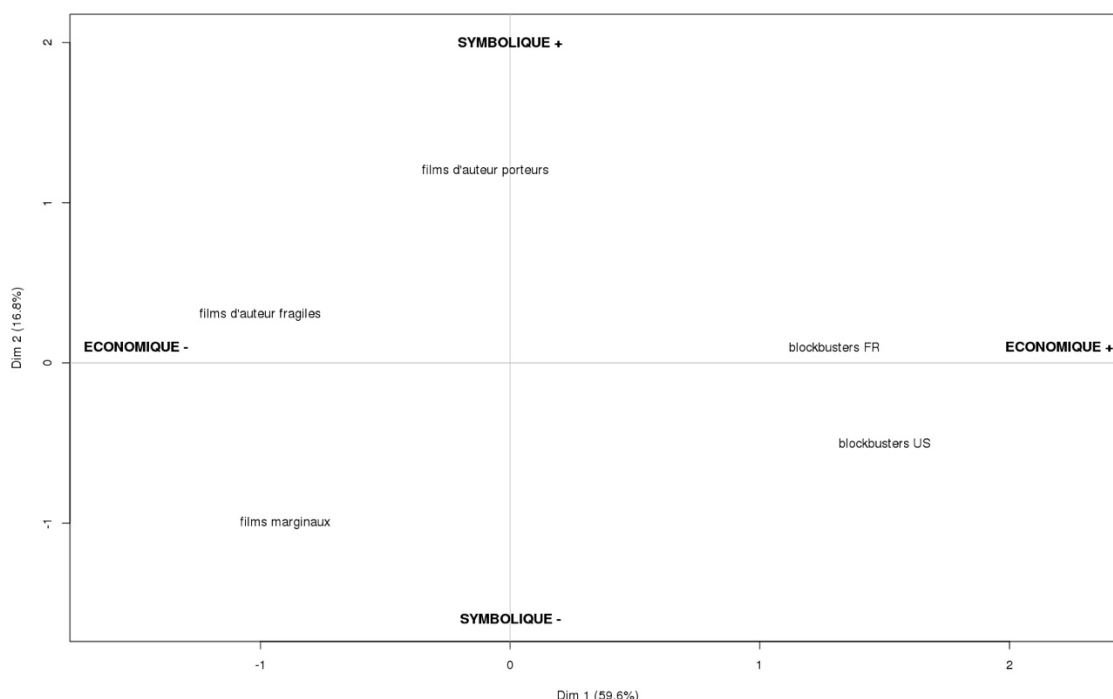 SYMBOLIQUE +
films d'auteur porteurs
films d'auteur fragiles
ECONOMIQUE -
blockbusters FR
ECONOMIQUE +
blockbusters US
films marginaux
SYMBOLIQUE -
2
1
0
-1
Dim 2 (16.8%)
-1
0
1
2
Dim 1 (59.6%)